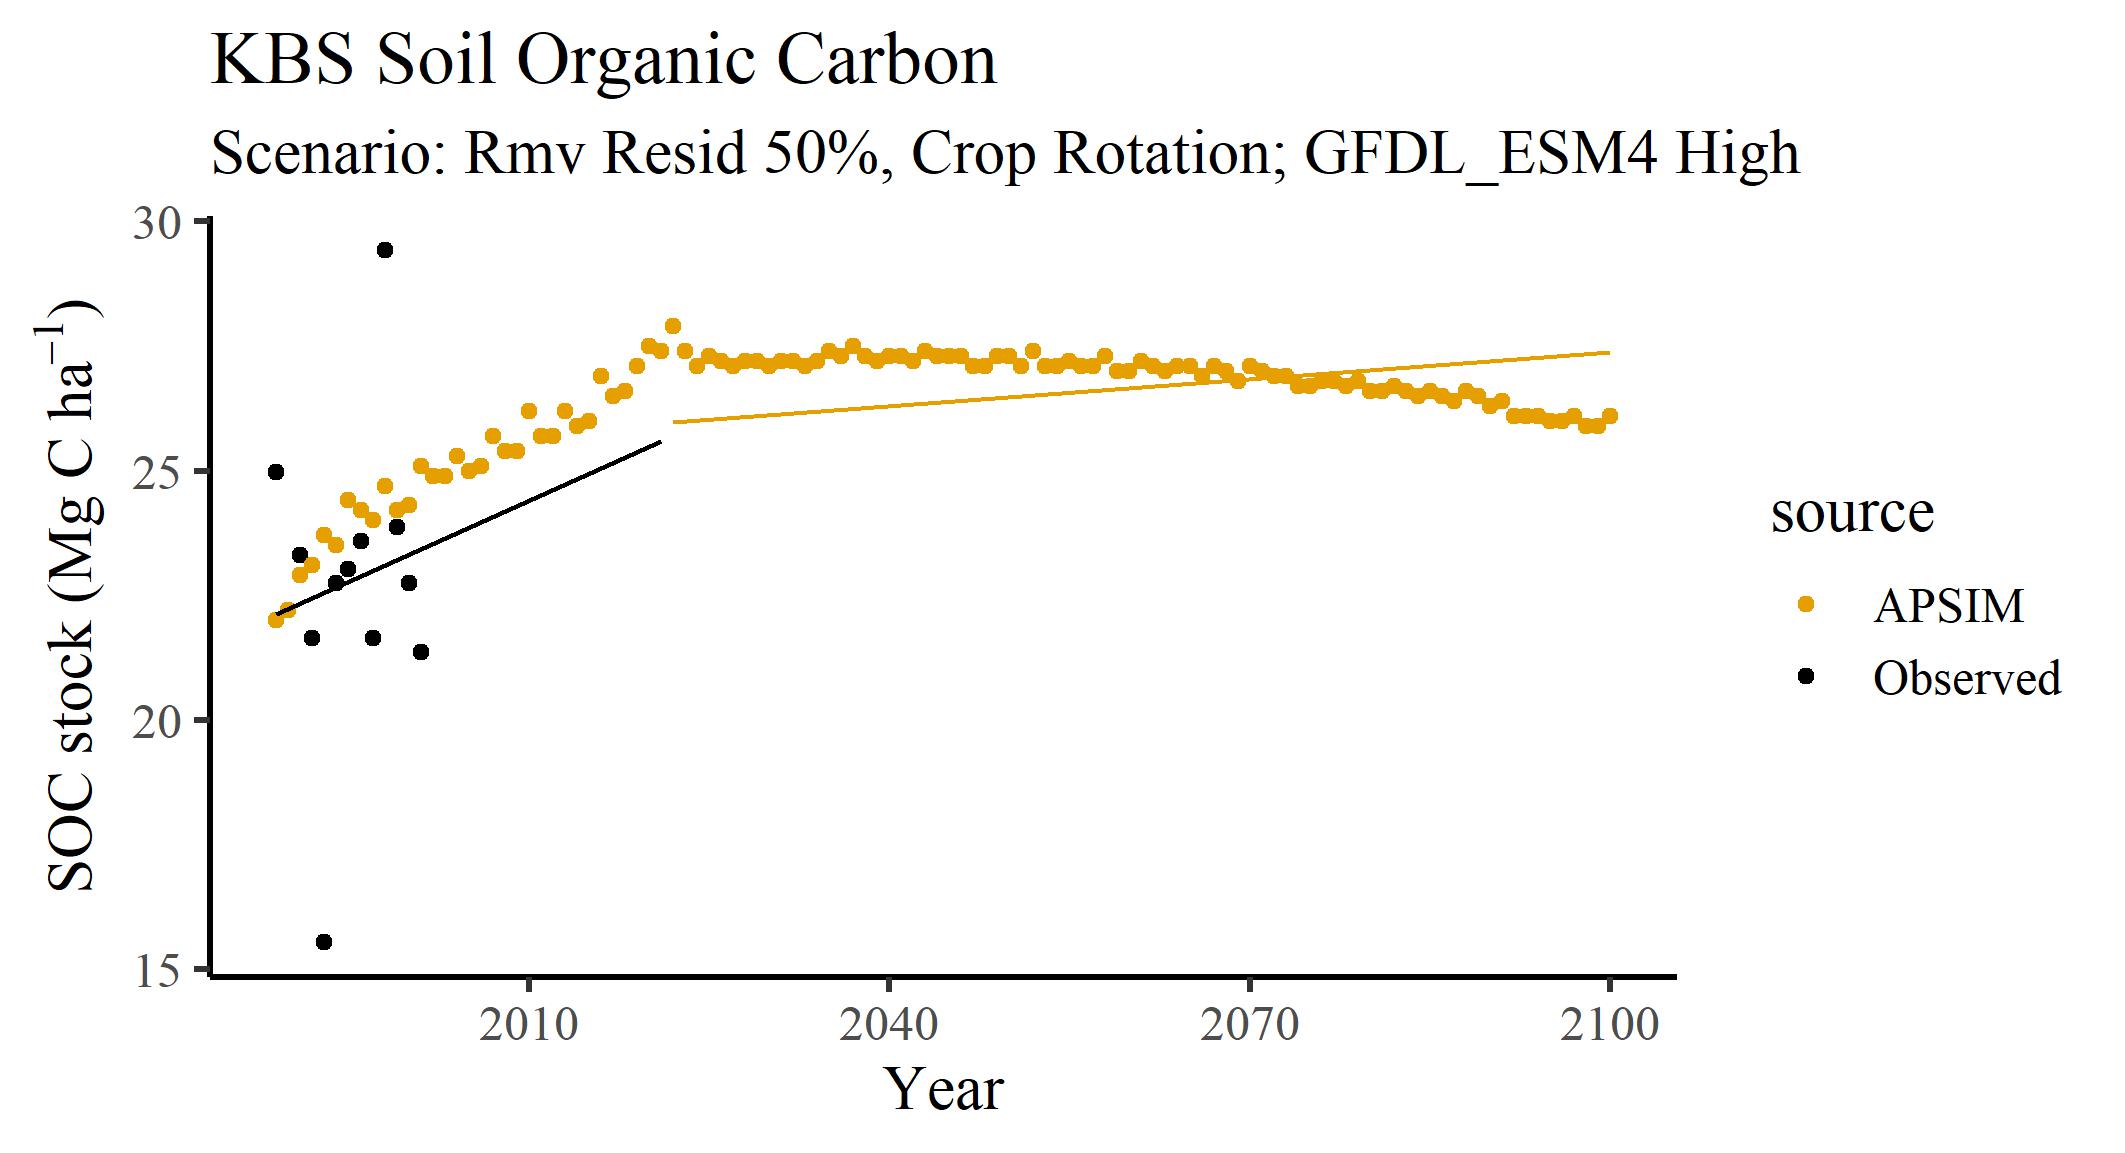 KBS Soil Organic Carbon
Scenario: Rmv Resid 50%, Crop Rotation; GFDL_ESM4 High
SOC stock (Mg C ha⁻¹)
30
25
20
15
2010 2040 2070 2100
Year
source
APSIM
Observed